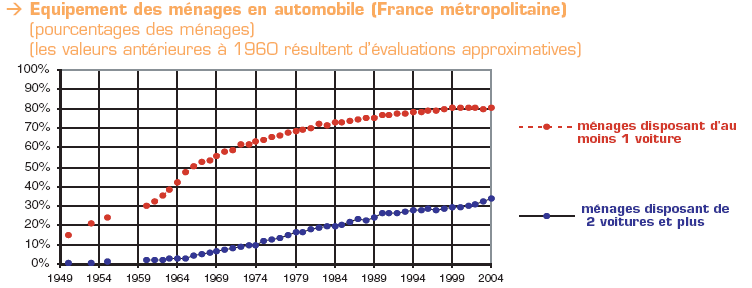 → Equipement des ménages en automobile (France métropolitaine)
(pourcentages des ménages)
(les valeurs antérieures à 1960 résultent d'évaluations approximatives)
100%
90%
80%
70%
60%
50%
40%
30%
20%
10%
0%
1949 1954 1959 1964 1969 1974 1979 1984 1989 1994 1999 2004
ménages disposant d'au
moins 1 voiture
ménages disposant de
2 voitures et plus